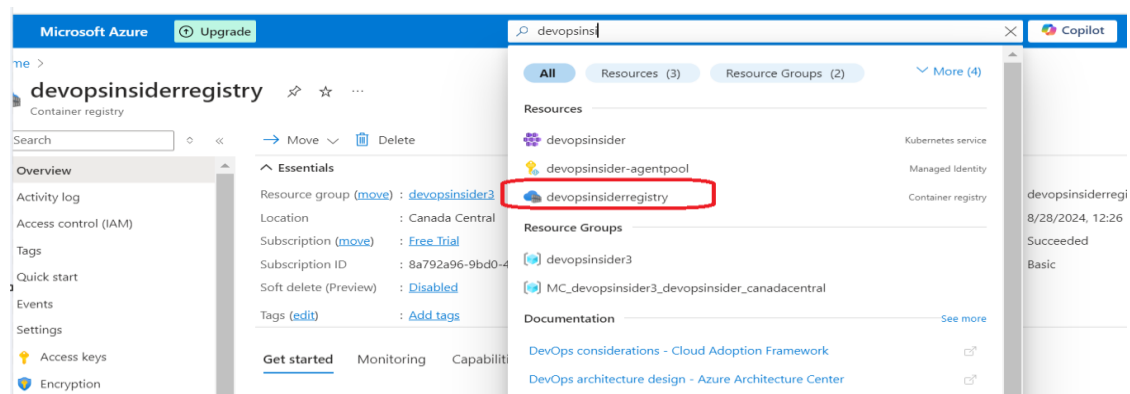 Microsoft Azure
Upgrade
devopsinsi
Copilot
me >
devopsinsiderregistry
...
Container registry
Search
Overview
Activity log
Access control (IAM)
Tags
Quick start
Events
Settings
Access keys
Encryption
Move
Delete
Essentials
Resource group (move) : devopsinsider3
Location : Canada Central
Subscription (move) : Free Trial
Subscription ID : 8a792a96-9bd0-4
Soft delete (Preview) : Disabled
Tags (edit) : Add tags
Get started Monitoring Capabiliti
All Resources (3) Resource Groups (2) More (4)
Resources
devopsinsider Kubernetes service
devopsinsider-agentpool Managed Identity
devopsinsiderregistry Container registry
Resource Groups
devopsinsider3
MC_devopsinsider3_devopsinsider_canadacentral
Documentation See more
DevOps considerations - Cloud Adoption Framework
DevOps architecture design - Azure Architecture Center
devopsinsiderregi
8/28/2024, 12:26
Succeeded
Basic